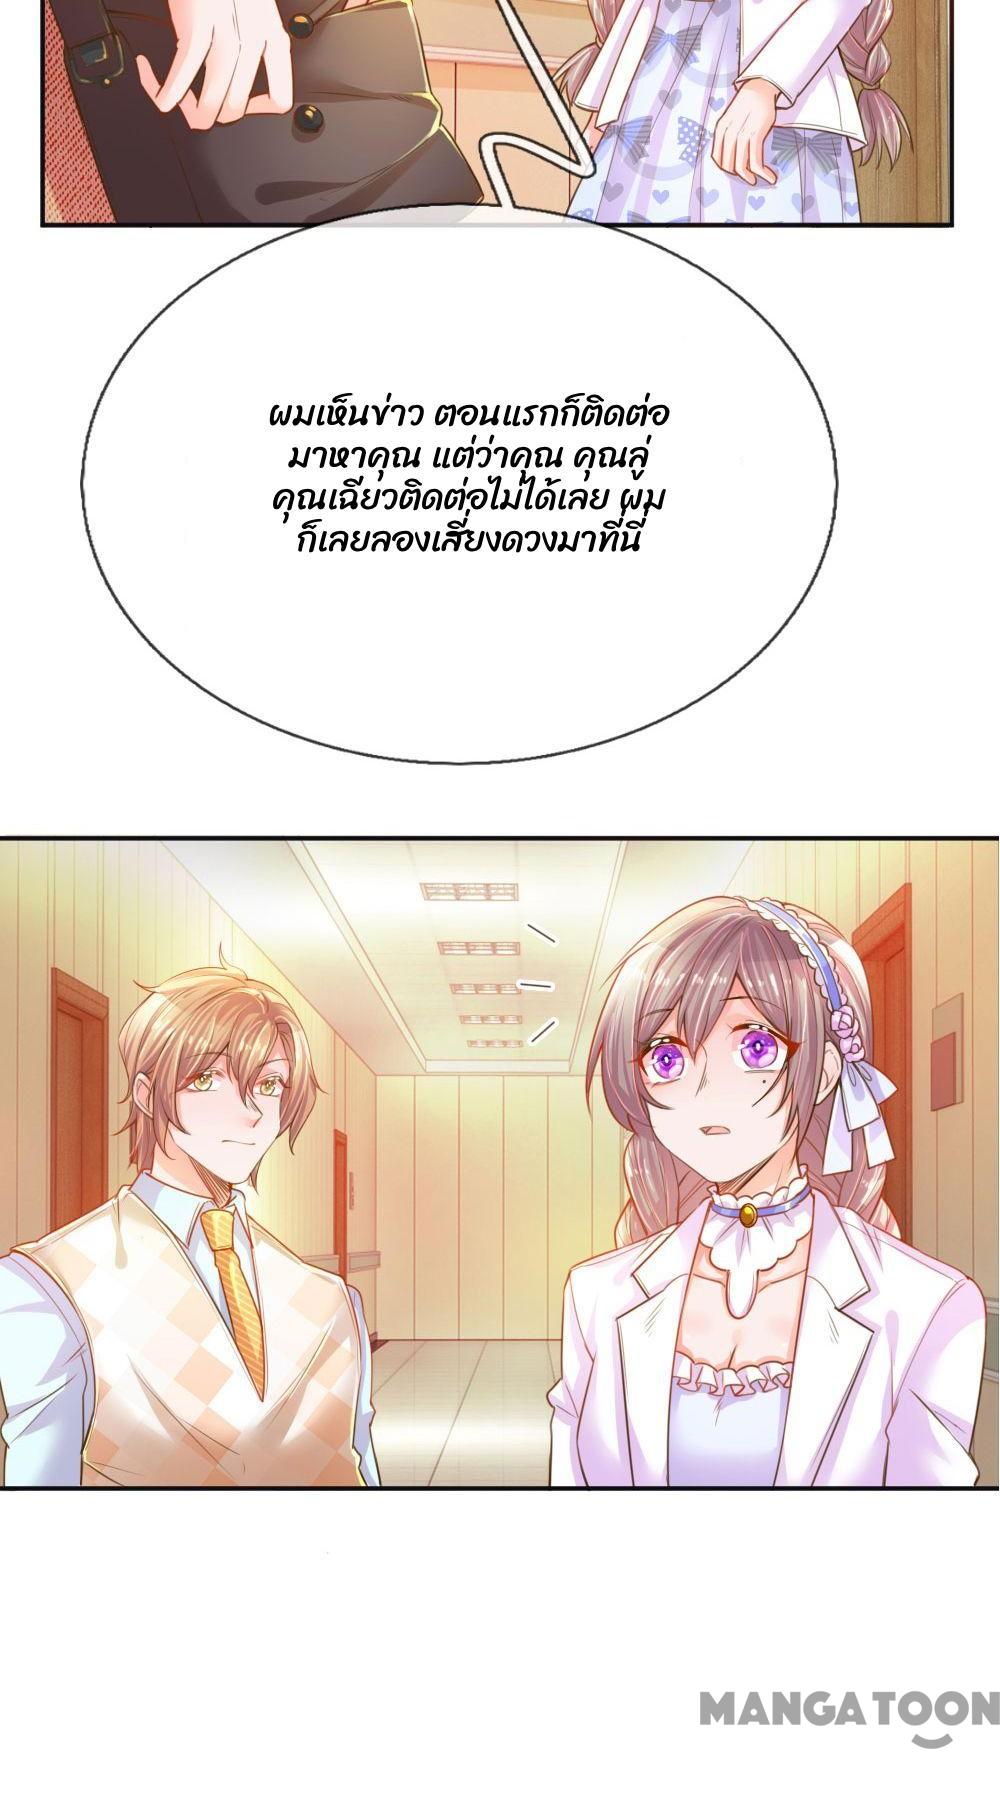 ผมเห็นข่าว ตอนแรกก็ติดต่อ
มาหาคุณ แต่ว่าคุณ คุณลู่
คุณเฉียวติดต่อไม่ได้เลย ผม
ก็เลยลองเสี่ยงดวงมาที่นี่
MANGATOON